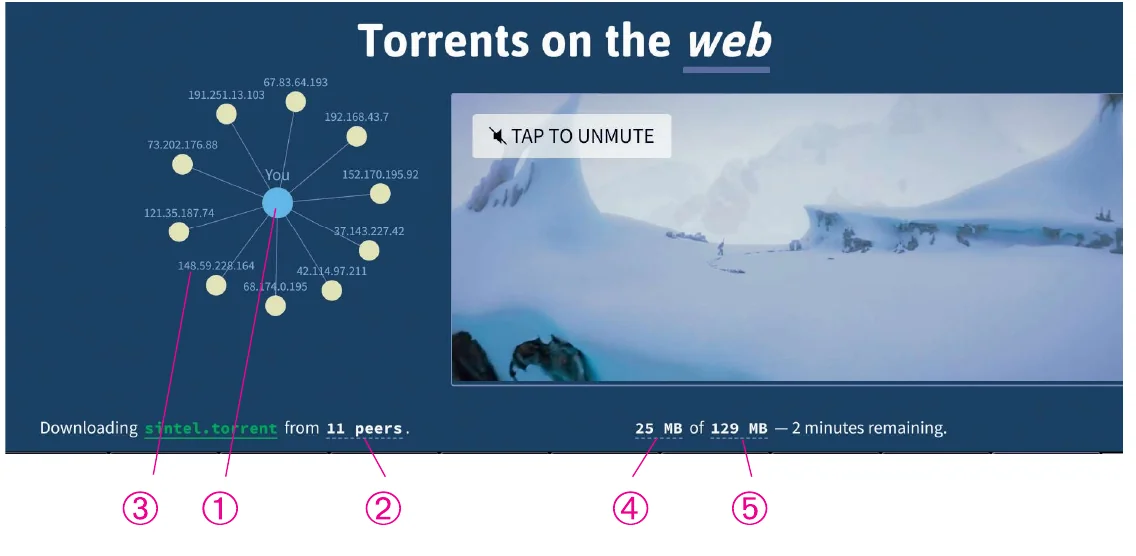 Torrents on the web
67.83.64.193
191.251.13.103
192.168.43.7
73.202.176.88
152.170.195.92
You
121.35.187.74
37.143.227.42
148.59.228.164
42.114.97.211
68.174.0.195
TAP TO UNMUTE
Downloading sintel.torrent from 11 peers.
25 MB of 129 MB — 2 minutes remaining.
③ ① ② ④ ⑤